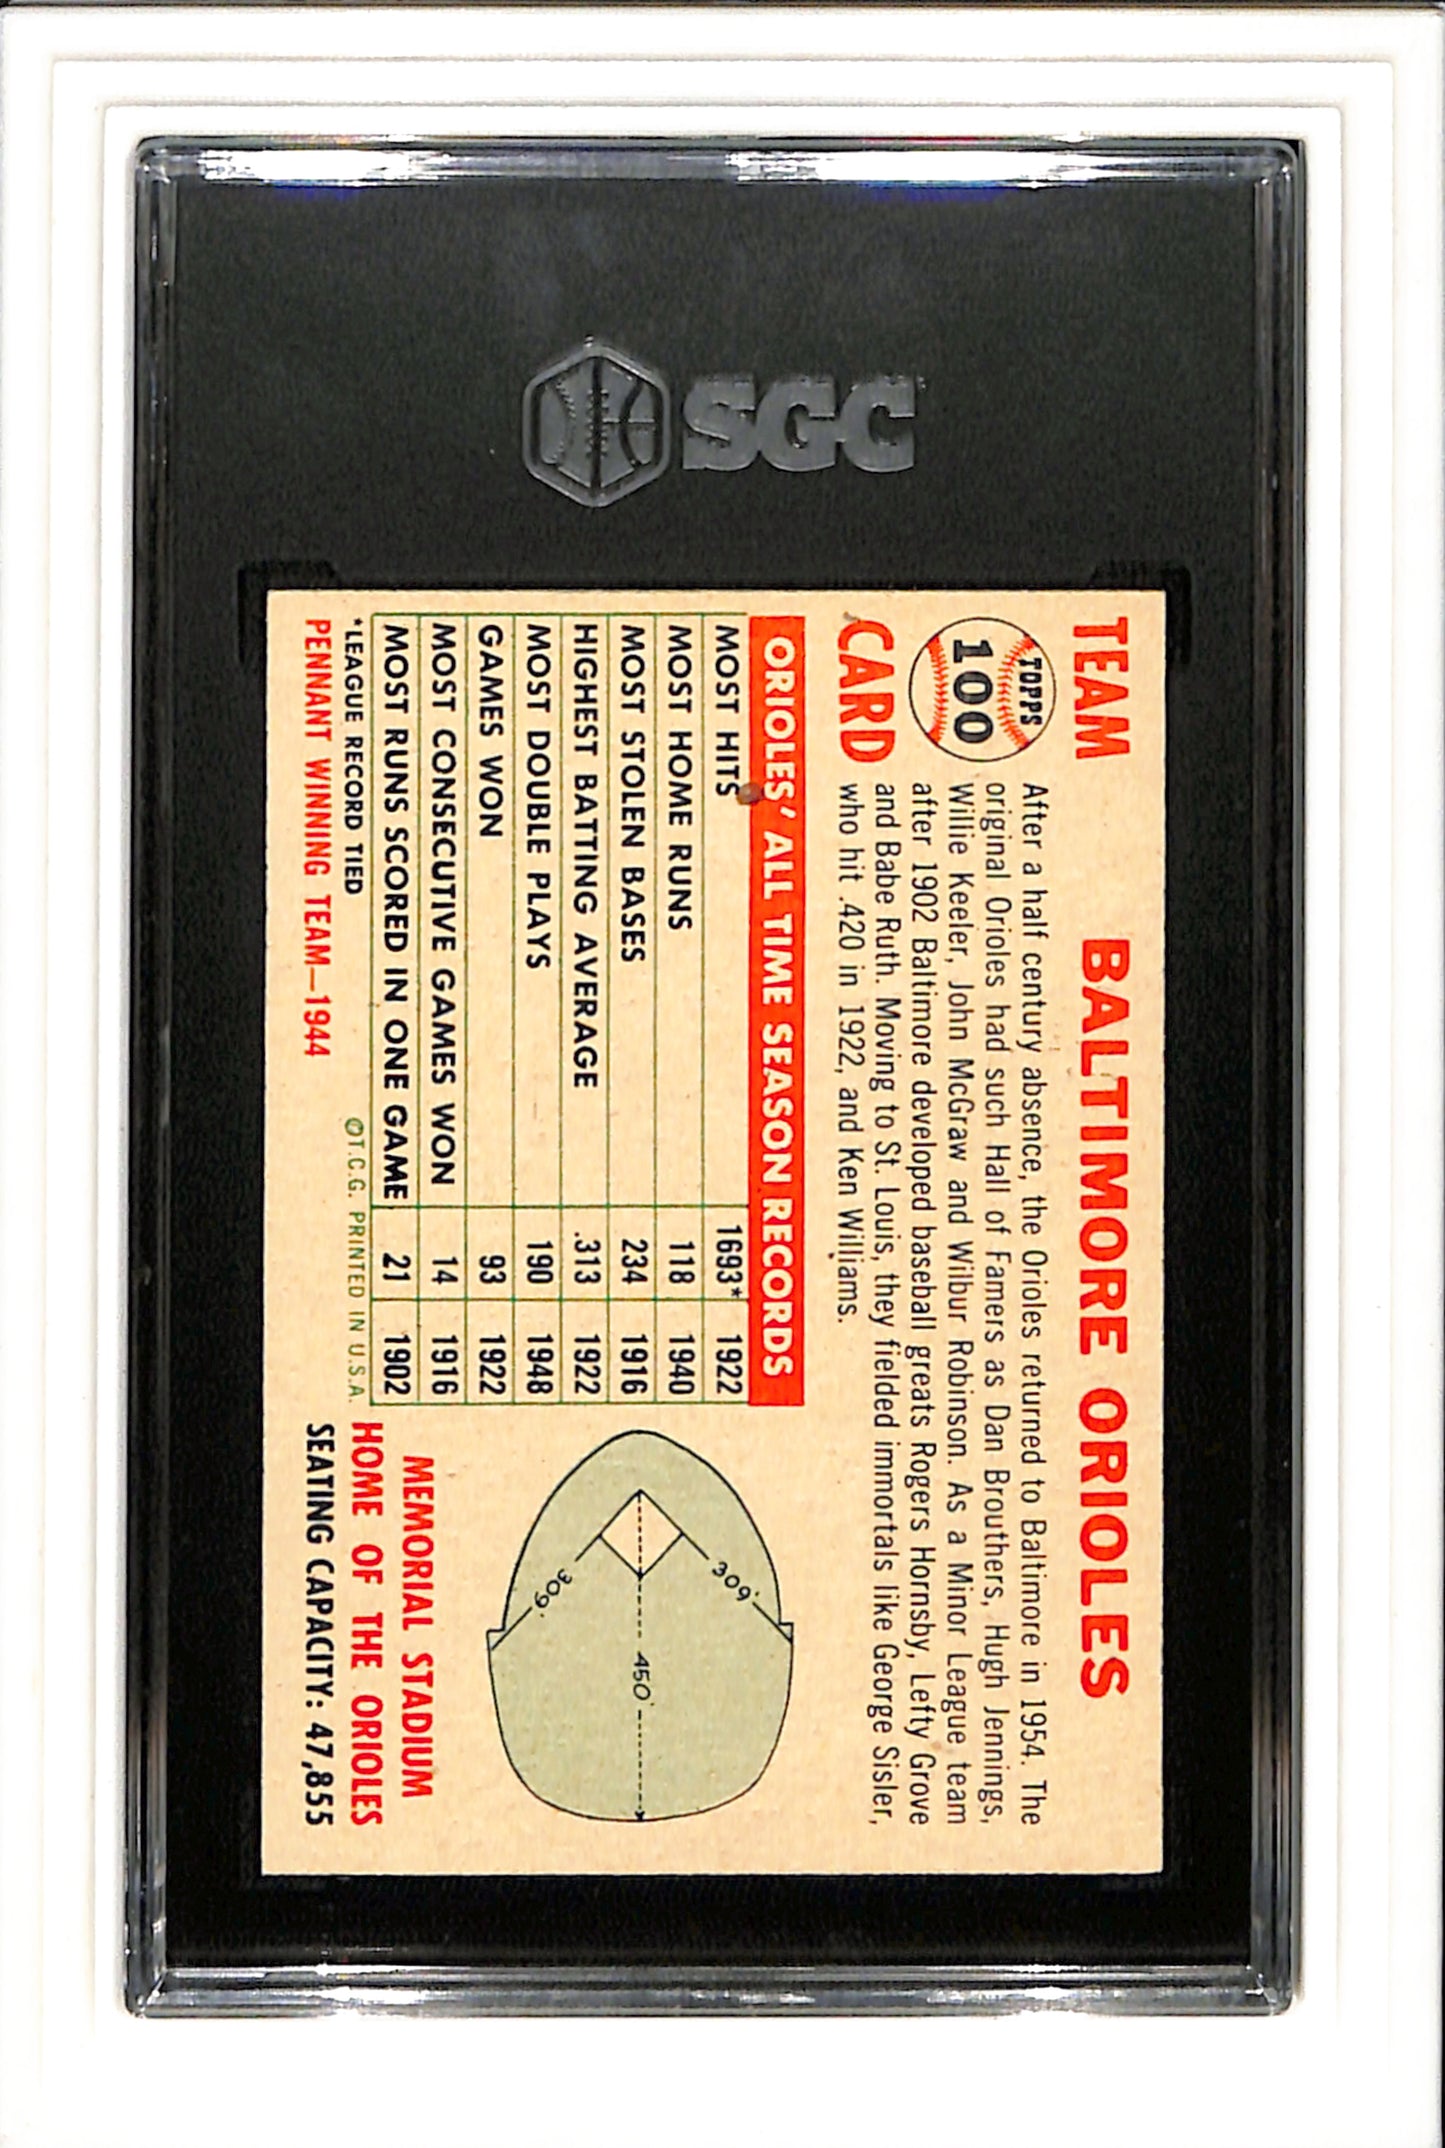 SGC
TEAM
TOPPS
100
CARD
BALTIMORE ORIOLES
After a half century absence, the Orioles returned to Baltimore in 1954. The
original Orioles had such Hall of Famers as Dan Brouthers, Hugh Jennings,
Willie Keeler, John McGraw and Wilbur Robinson. As a Minor League team
after 1902 Baltimore developed baseball greats Rogers Hornsby, Lefty Grove
and Babe Ruth. Moving to St. Louis, they fielded immortals like George Sisler,
who hit .420 in 1922, and Ken Williams.
ORIOLES' ALL TIME SEASON RECORDS
MOST HITS 1693* 1922
MOST HOME RUNS 118 1940
MOST STOLEN BASES 234 1916
HIGHEST BATTING AVERAGE .313 1922
MOST DOUBLE PLAYS 190 1948
GAMES WON 93 1922
MOST CONSECUTIVE GAMES WON 14 1916
MOST RUNS SCORED IN ONE GAME 21 1902
*LEAGUE RECORD TIED
©T.C.G. PRINTED IN U.S.A.
PENNANT WINNING TEAM—1944
309'
450'
309'
MEMORIAL STADIUM
HOME OF THE ORIOLES
SEATING CAPACITY: 47,855